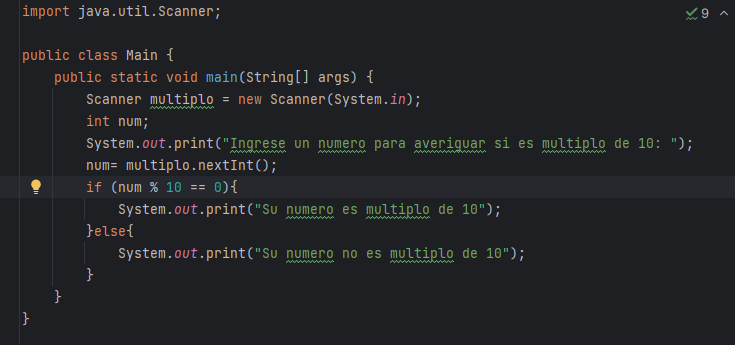 import java.util.Scanner;
9
public class Main {
public static void main(String[] args) {
Scanner multiplo = new Scanner(System.in);
int num;
System.out.print("Ingrese un numero para averiguar si es multiplo de 10: ");
num= multiplo.nextInt();
if (num % 10 == 0){
System.out.print("Su numero es multiplo de 10");
}else{
System.out.print("Su numero no es multiplo de 10");
}
}
}